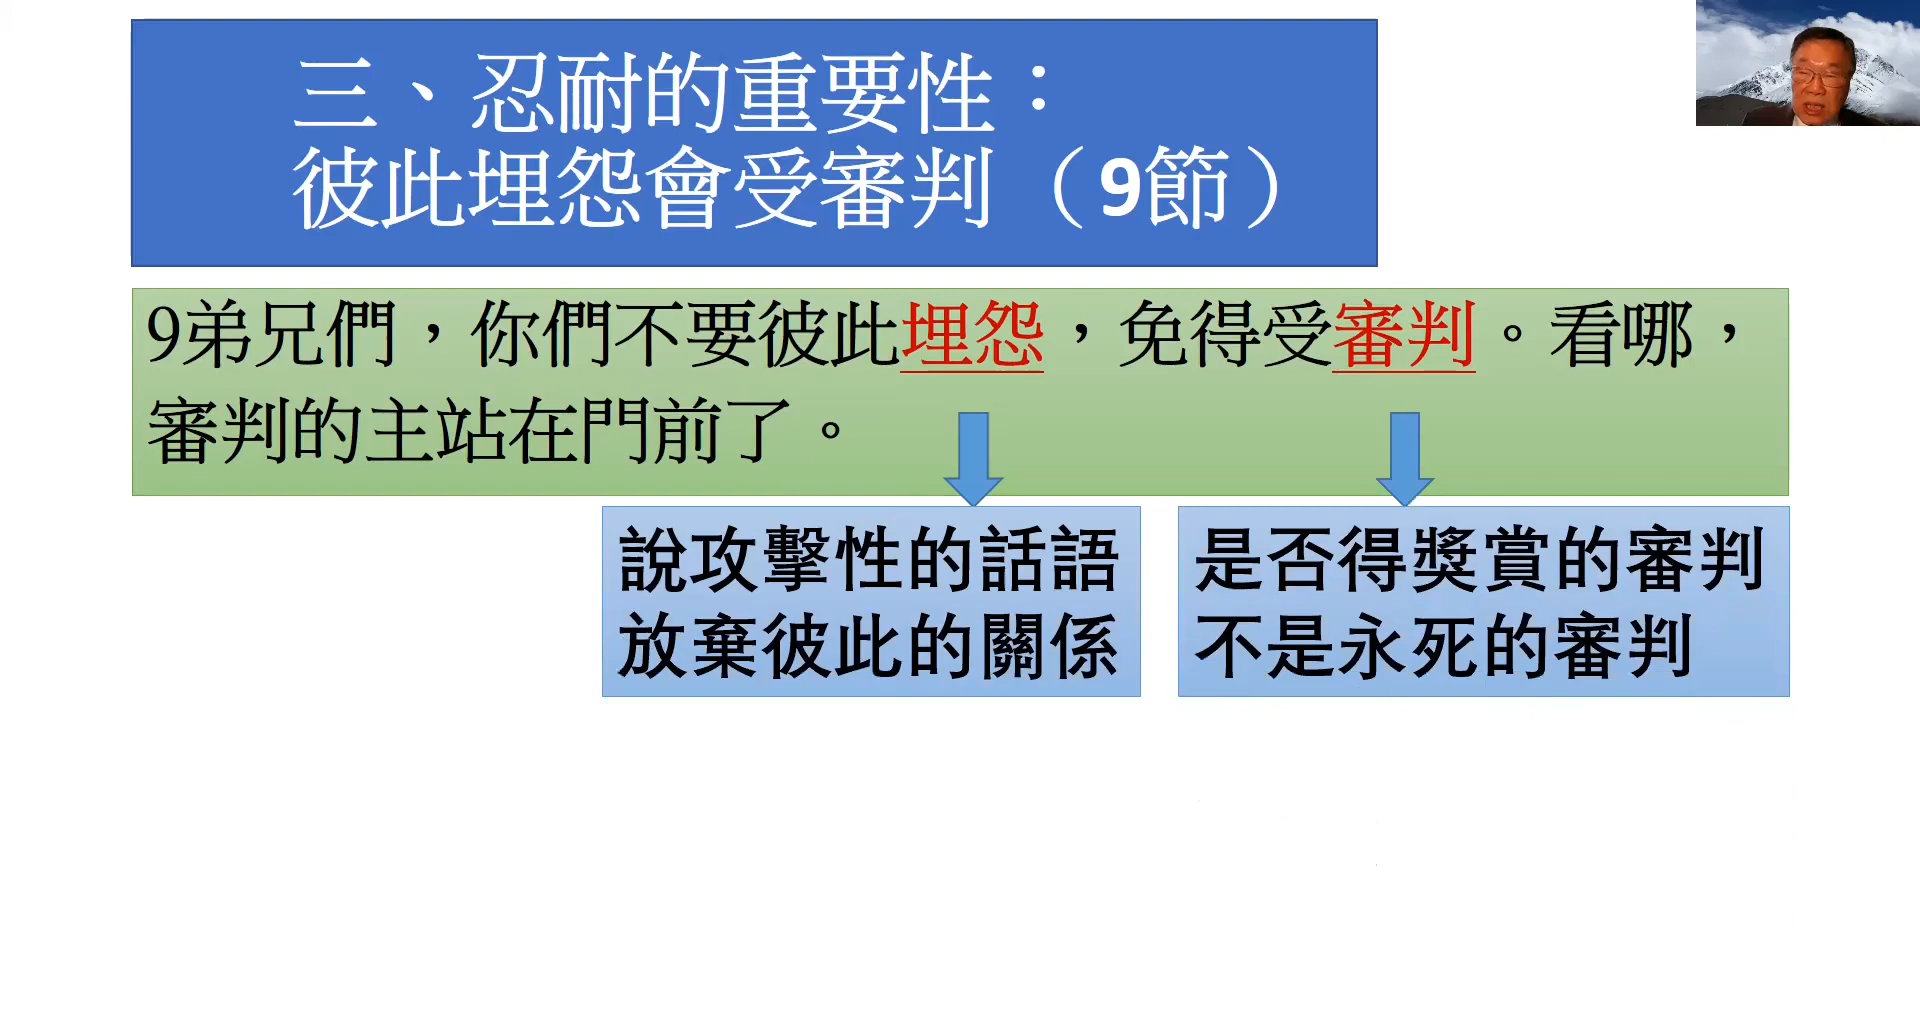 三、忍耐的重要性：
彼此埋怨會受審判（9節）
9弟兄們，你們不要彼此埋怨，免得受審判。看哪，
審判的主站在門前了。
說攻擊性的話語
放棄彼此的關係
是否得獎賞的審判
不是永死的審判